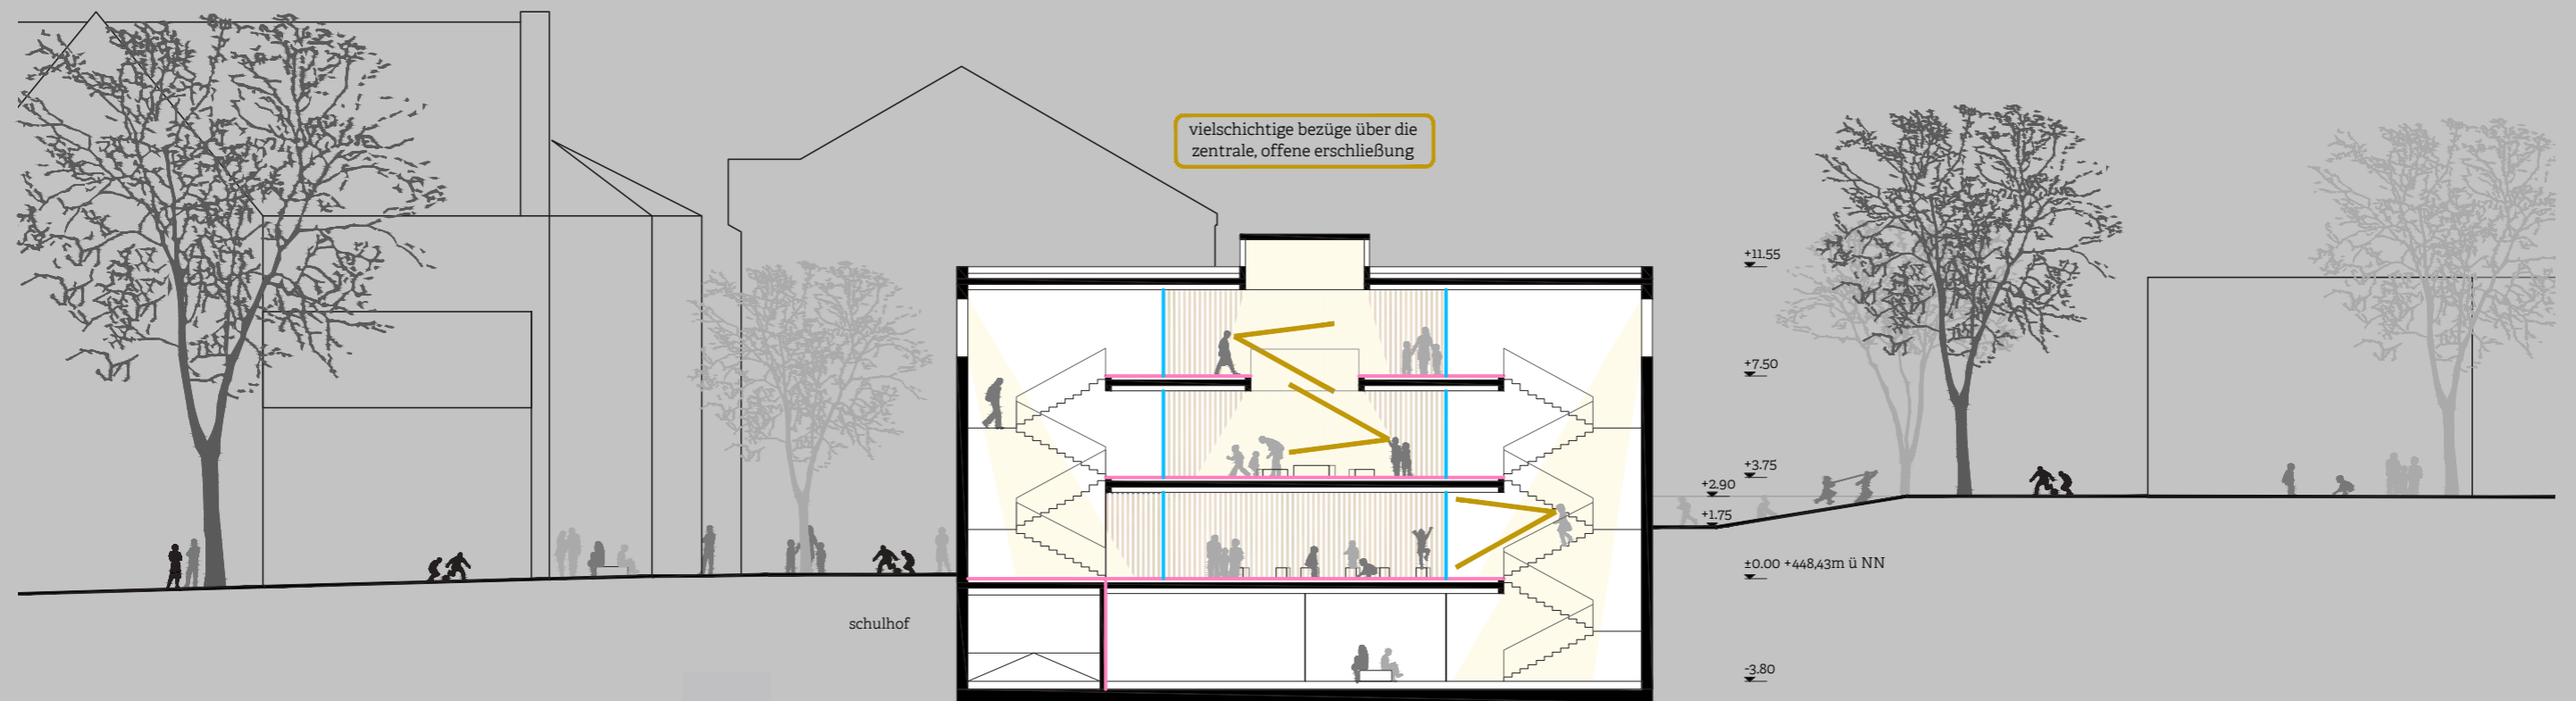 vielschichtige bezüge über die
zentrale, offene erschließung
+11.55
+7.50
+3.75
+2.90
+1.75
±0.00 +448,43m ü NN
schulhof
-3.80